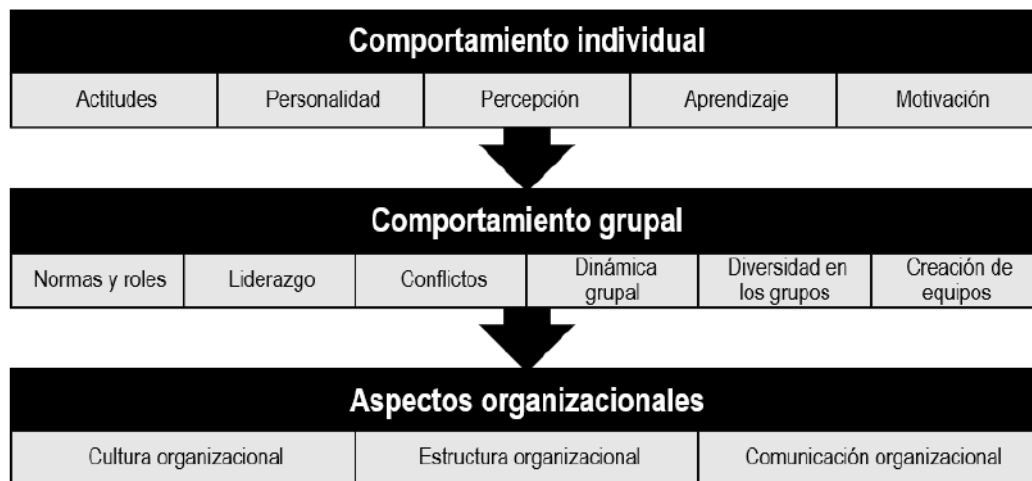 Comportamiento individual
Actitudes Personalidad Percepción Aprendizaje Motivación
Comportamiento grupal
Normas y roles Liderazgo Conflictos Dinámica grupal Diversidad en los grupos Creación de equipos
Aspectos organizacionales
Cultura organizacional Estructura organizacional Comunicación organizacional